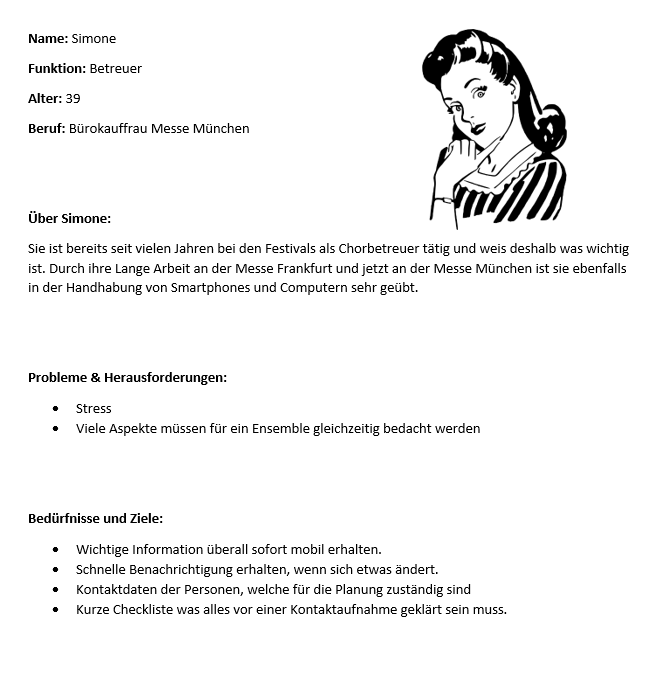 Name: Simone
Funktion: Betreuer
Alter: 39
Beruf: Bürokauffrau Messe München
Über Simone:
Sie ist bereits seit vielen Jahren bei den Festivals als Chorbetreuer tätig und weis deshalb was wichtig
ist. Durch ihre Lange Arbeit an der Messe Frankfurt und jetzt an der Messe München ist sie ebenfalls
in der Handhabung von Smartphones und Computern sehr geübt.
Probleme & Herausforderungen:
• Stress
• Viele Aspekte müssen für ein Ensemble gleichzeitig bedacht werden
Bedürfnisse und Ziele:
• Wichtige Information überall sofort mobil erhalten.
• Schnelle Benachrichtigung erhalten, wenn sich etwas ändert.
• Kontaktdaten der Personen, welche für die Planung zuständig sind
• Kurze Checkliste was alles vor einer Kontaktaufnahme geklärt sein muss.